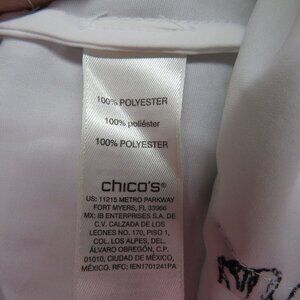 100% POLYESTER
100% poliéster
100% POLYESTER
chico's®
US: 11215 METRO PARKWAY
FORT MYERS, FL 33966
MX: IB ENTERPRISES S.A. DE
C.V. CALZADA DE LOS
LEONES NO. 170, PISO 1,
COL. LOS ALPES, DEL.
ÁLVARO OBREGÓN, C.P.
01010, CIUDAD DE MÉXICO,
MÉXICO. RFC: IEN1701241PA